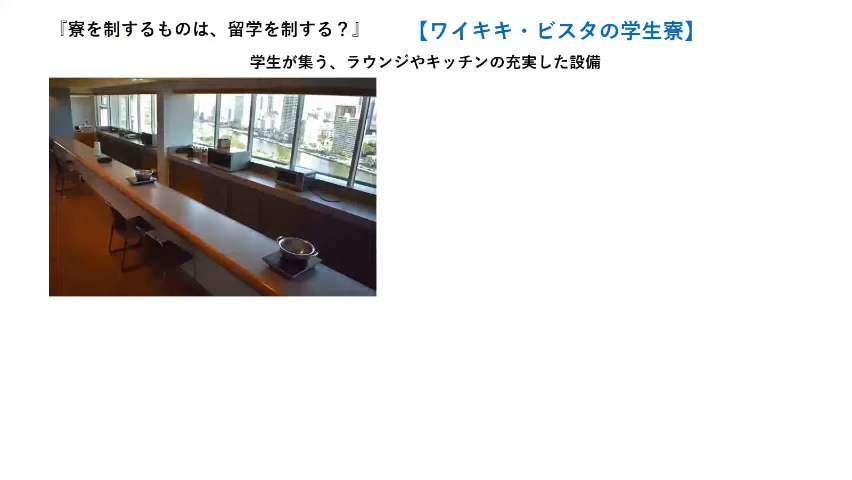 『寮を制するものは、留学を制する？』 【ワイキキ・ビスタの学生寮】
学生が集う、ラウンジやキッチンの充実した設備